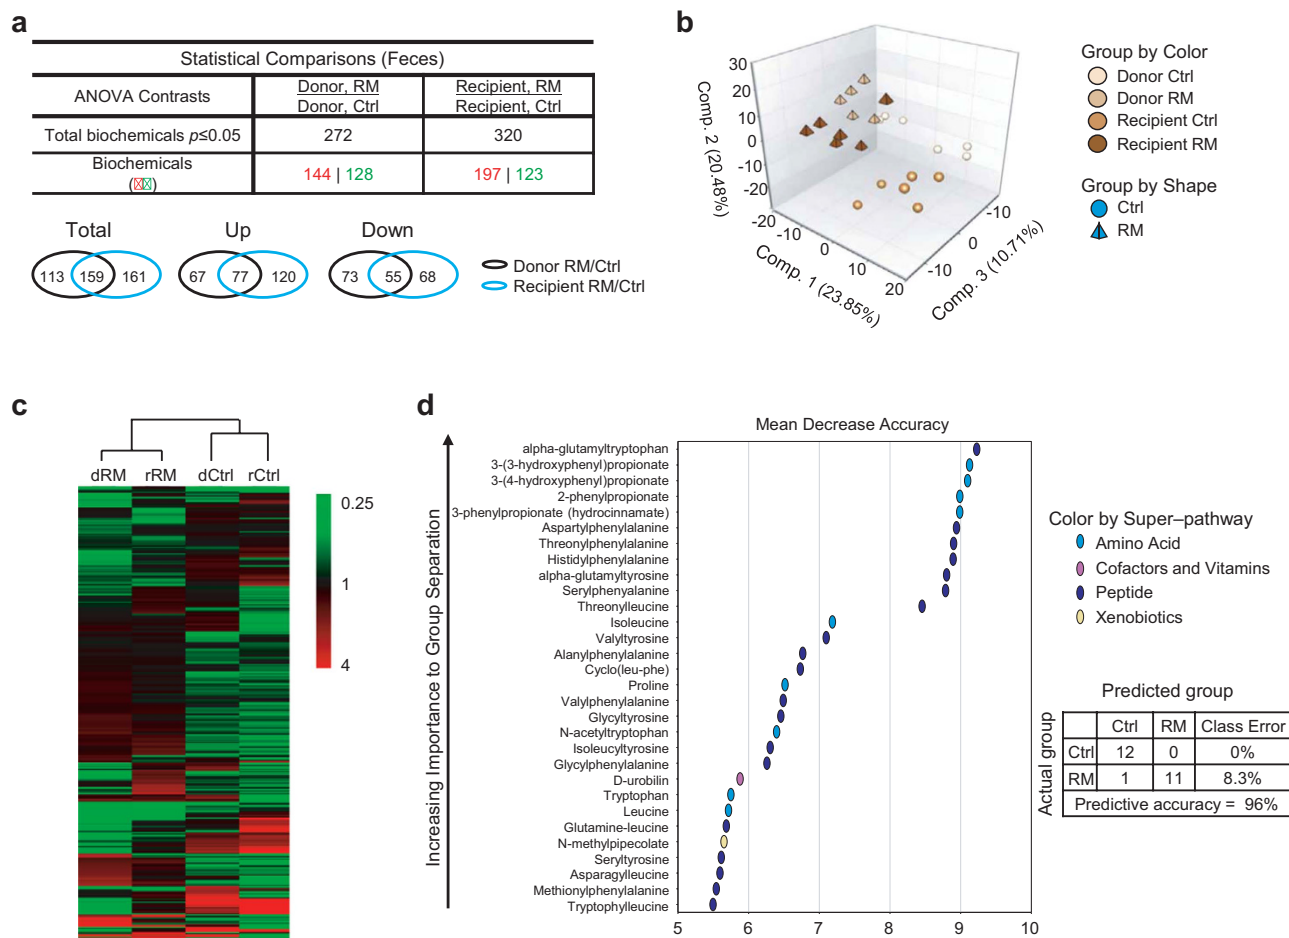 a
Statistical Comparisons (Feces)
ANOVA Contrasts
Donor, RM
Donor, Ctrl
Recipient, RM
Recipient, Ctrl
Total biochemicals p≤0.05
272
320
Biochemicals
144 | 128
197 | 123
Total
Up
Down
113 159 161
67 77 120
73 55 68
Donor RM/Ctrl
Recipient RM/Ctrl
b
30
20
10
0
-10
-20
Comp. 2 (20.48%)
-20
-10
0
10
20
Comp. 1 (23.85%)
-10
0
-10
Comp. 3 (10.71%)
Group by Color
Donor Ctrl
Donor RM
Recipient Ctrl
Recipient RM
Group by Shape
Ctrl
RM
c
dRM rRM dCtrl rCtrl
0.25
1
4
d
Mean Decrease Accuracy
Increasing Importance to Group Separation
alpha-glutamyltryptophan
3-(3-hydroxyphenyl)propionate
3-(4-hydroxyphenyl)propionate
2-phenylpropionate
3-phenylpropionate (hydrocinnamate)
Aspartylphenylalanine
Threonylphenylalanine
Histidylphenylalanine
alpha-glutamyltyrosine
Serylphenyalanine
Threonylleucine
Isoleucine
Valyltyrosine
Alanylphenylalanine
Cyclo(leu-phe)
Proline
Valylphenylalanine
Glycyltyrosine
N-acetyltryptophan
Isoleucyltyrosine
Glycylphenylalanine
D-urobilin
Tryptophan
Leucine
Glutamine-leucine
N-methylpipecolate
Seryltyrosine
Asparagylleucine
Methionylphenylalanine
Tryptophylleucine
5 6 7 8 9 10
Color by Super–pathway
Amino Acid
Cofactors and Vitamins
Peptide
Xenobiotics
Predicted group
Actual group
Ctrl RM Class Error
Ctrl 12 0 0%
RM 1 11 8.3%
Predictive accuracy = 96%